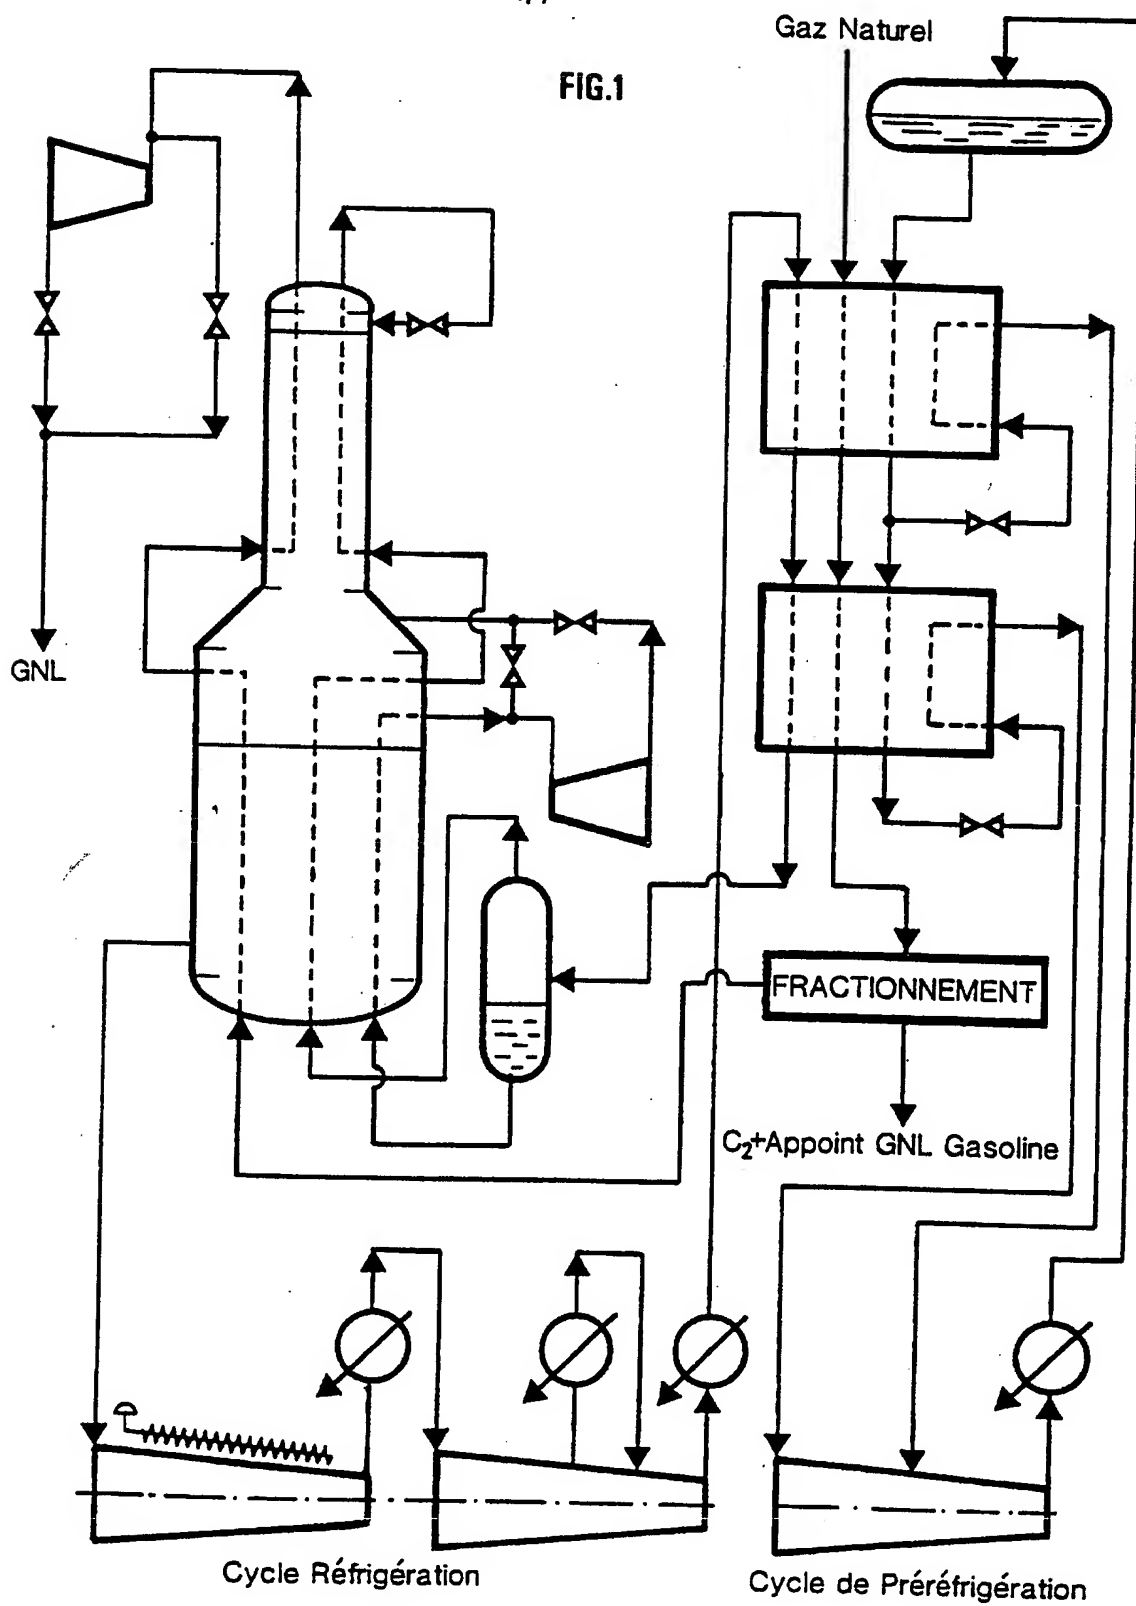 Gaz Naturel
FIG.1
GNL
FRACTIONNEMENT
C₂+Appoint GNL Gasoline
Cycle Réfrigération
Cycle de Préréfrigération